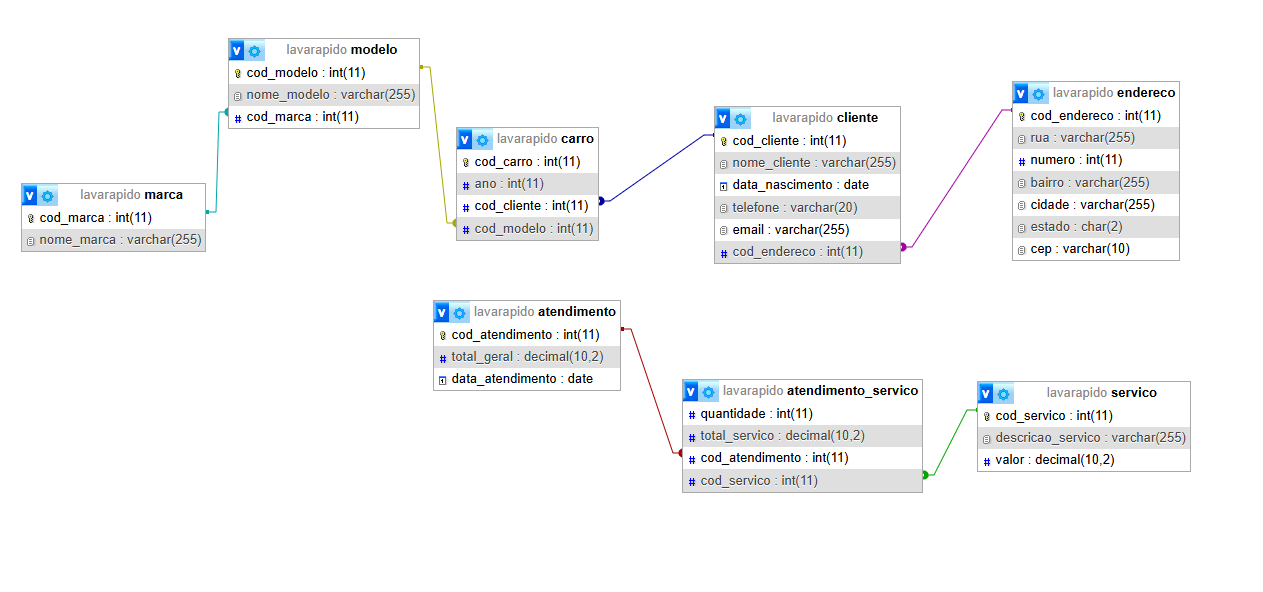 lavarapido modelo
cod_modelo : int(11)
nome_modelo : varchar(255)
cod_marca : int(11)
lavarapido marca
cod_marca : int(11)
nome_marca : varchar(255)
lavarapido carro
cod_carro : int(11)
ano : int(11)
cod_cliente : int(11)
cod_modelo : int(11)
lavarapido cliente
cod_cliente : int(11)
nome_cliente : varchar(255)
data_nascimento : date
telefone : varchar(20)
email : varchar(255)
cod_endereco : int(11)
lavarapido endereco
cod_endereco : int(11)
rua : varchar(255)
numero : int(11)
bairro : varchar(255)
cidade : varchar(255)
estado : char(2)
cep : varchar(10)
lavarapido atendimento
cod_atendimento : int(11)
total_geral : decimal(10,2)
data_atendimento : date
lavarapido atendimento_servico
quantidade : int(11)
total_servico : decimal(10,2)
cod_atendimento : int(11)
cod_servico : int(11)
lavarapido servico
cod_servico : int(11)
descricao_servico : varchar(255)
valor : decimal(10,2)